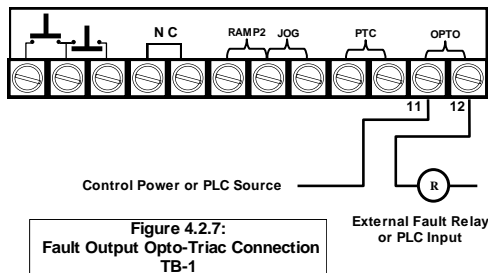 N C
RAMP2 JOG PTC OPTO
11 12
Control Power or PLC Source
R
External Fault Relay
or PLC Input
Figure 4.2.7:
Fault Output Opto-Triac Connection
TB-1